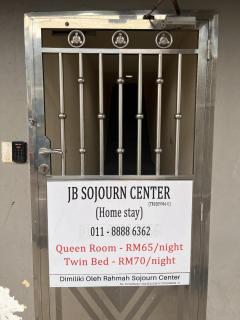 JB SOJOURN CENTER
(Home stay)
011 - 8888 6362
Queen Room - RM65/night
Twin Bed - RM70/night
Dimiliki Oleh Rahmah Sojourn Center